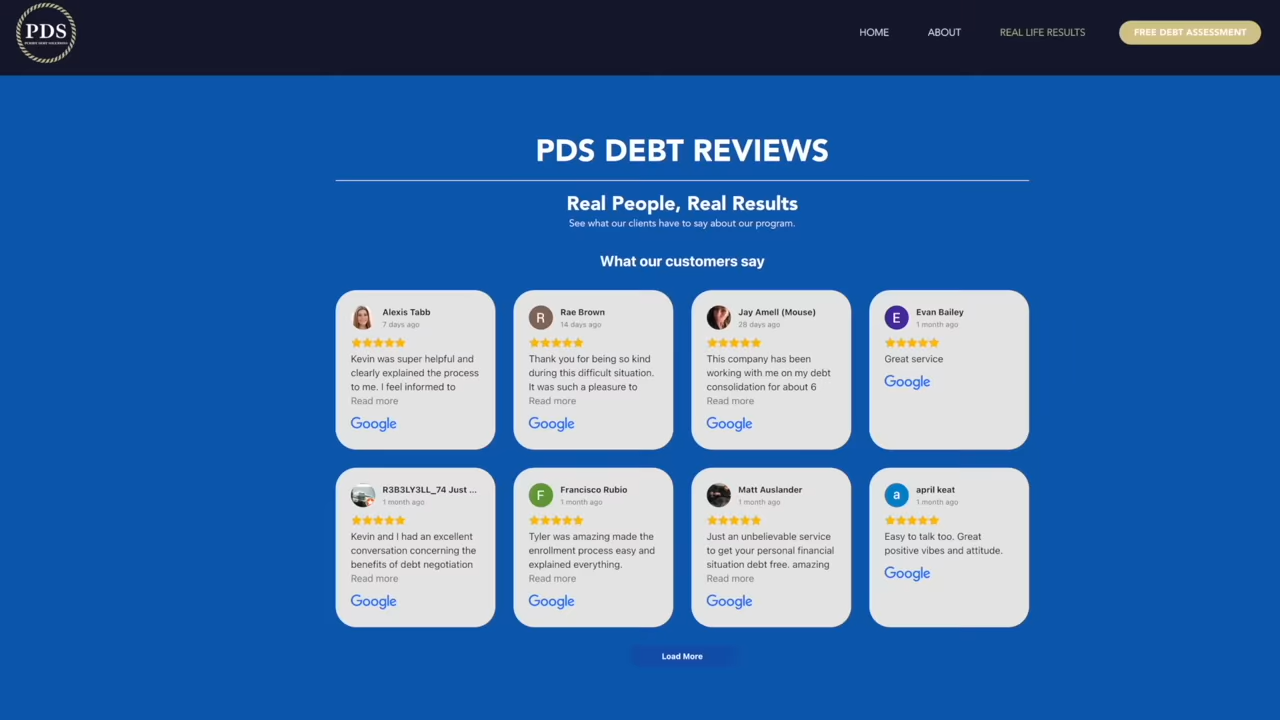 PDS
HOME
ABOUT
REAL LIFE RESULTS
FREE DEBT ASSESSMENT
PDS DEBT REVIEWS
Real People, Real Results
See what our clients have to say about our program.
What our customers say
Alexis Tabb
7 days ago
Kevin was super helpful and
clearly explained the process
to me. I feel informed to
Read more
Google
R
Rae Brown
14 days ago
Thank you for being so kind
during this difficult situation.
It was such a pleasure to
Read more
Google
Jay Amell (Mouse)
28 days ago
This company has been
working with me on my debt
consolidation for about 6
Read more
Google
E
Evan Bailey
1 month ago
Great service
Google
R3B3LY3LL_74 Just ...
1 month ago
Kevin and I had an excellent
conversation concerning the
benefits of debt negotiation
Read more
Google
F
Francisco Rubio
1 month ago
Tyler was amazing made the
enrollment process easy and
explained everything.
Read more
Google
Matt Auslander
1 month ago
Just an unbelievable service
to get your personal financial
situation debt free. amazing
Read more
Google
a
april keat
1 month ago
Easy to talk too. Great
positive vibes and attitude.
Google
Load More